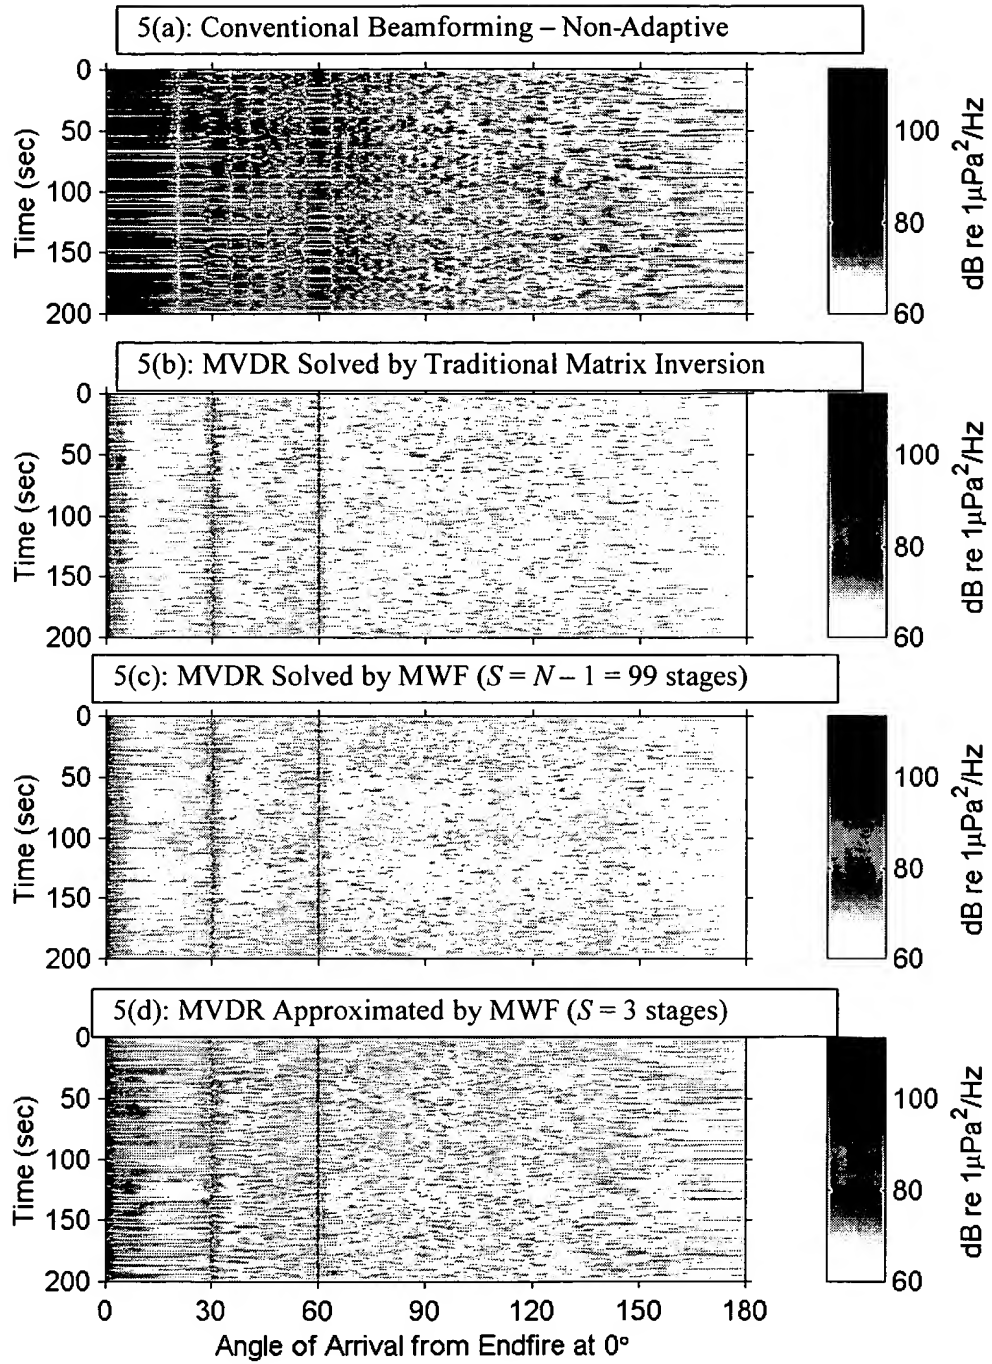 5(a): Conventional Beamforming – Non-Adaptive
0
50
100
150
200
Time (sec)
100
80
60
dB re 1μPa²/Hz
5(b): MVDR Solved by Traditional Matrix Inversion
0
50
100
150
200
Time (sec)
100
80
60
dB re 1μPa²/Hz
5(c): MVDR Solved by MWF (S = N – 1 = 99 stages)
0
50
100
150
200
Time (sec)
100
80
60
dB re 1μPa²/Hz
5(d): MVDR Approximated by MWF (S = 3 stages)
0
50
100
150
200
Time (sec)
100
80
60
dB re 1μPa²/Hz
0 30 60 90 120 150 180
Angle of Arrival from Endfire at 0°